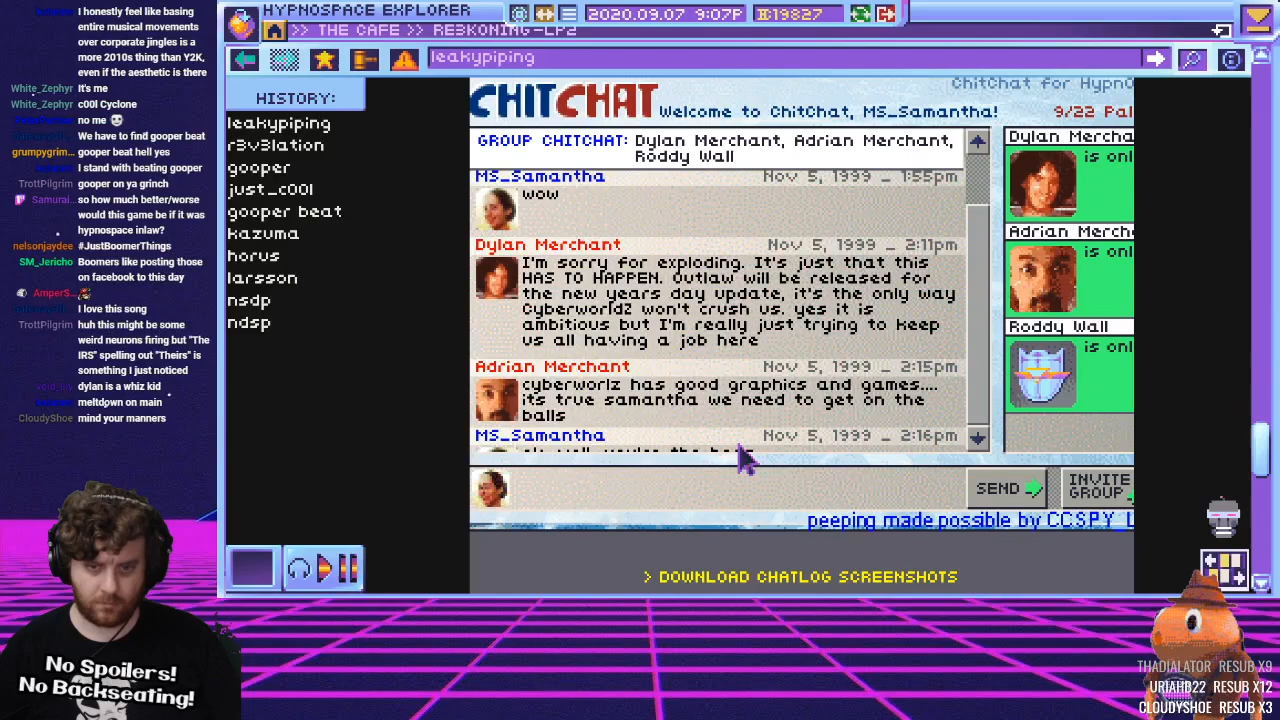 I honestly feel like basing
entire musical movements
over corporate jingles is a
more 2010s thing than Y2K,
even if the aesthetic is there
White_Zephyr It's me
White_Zephyr c00l Cyclone
no me
We have to find gooper beat
grumpygrim... gooper beat hell yes
I stand with beating gooper
TrottPilgrim gooper on ya grinch
Samurai... so how much better/worse
would this game be if it was
hypnospace inlaw?
nelsonjaydee #JustBoomerThings
SM_Jericho Boomers like posting those
on facebook to this day
AmperS...
I love this song
TrottPilgrim huh this might be some
weird neurons firing but "The
IRS" spelling out "Theirs" is
something I just noticed
dylan is a whiz kid
meltdown on main
CloudyShoe mind your manners
HYPNOSPACE EXPLORER
2020.09.07 9:07P
19827
>> THE CAFE >> RE3KONING-LP2
leakypiping
HISTORY:
leakypiping
r3v3lation
gooper
just_c00l
gooper beat
kazuma
horus
larsson
nsdp
ndsp
CHITCHAT
ChitChat for HypnO
Welcome to ChitChat, MS_Samantha!
9/22 Pal
GROUP CHITCHAT: Dylan Merchant, Adrian Merchant,
Roddy Wall
MS_Samantha Nov 5, 1999 _ 1:55pm
wow
Dylan Merchant Nov 5, 1999 _ 2:11pm
I'm sorry for exploding. It's just that this
HAS TO HAPPEN. Outlaw will be released for
the new years day update, it's the only way
Cyberworldz won't crush us. yes it is
ambitious but I'm really just trying to keep
us all having a job here
Adrian Merchant Nov 5, 1999 _ 2:15pm
cyberworlz has good graphics and games....
its true samantha we need to get on the
balls
MS_Samantha Nov 5, 1999 _ 2:16pm
Dylan Mercha
is onl
Adrian Merch
is onl
Roddy Wall
is onl
SEND
INVITE
GROUP
peeping made possible by CCSPY L
> DOWNLOAD CHATLOG SCREENSHOTS
No Spoilers!
No Backseating!
THADIALATOR RESUB X9
URIAHB22 RESUB X12
CLOUDYSHOE RESUB X3